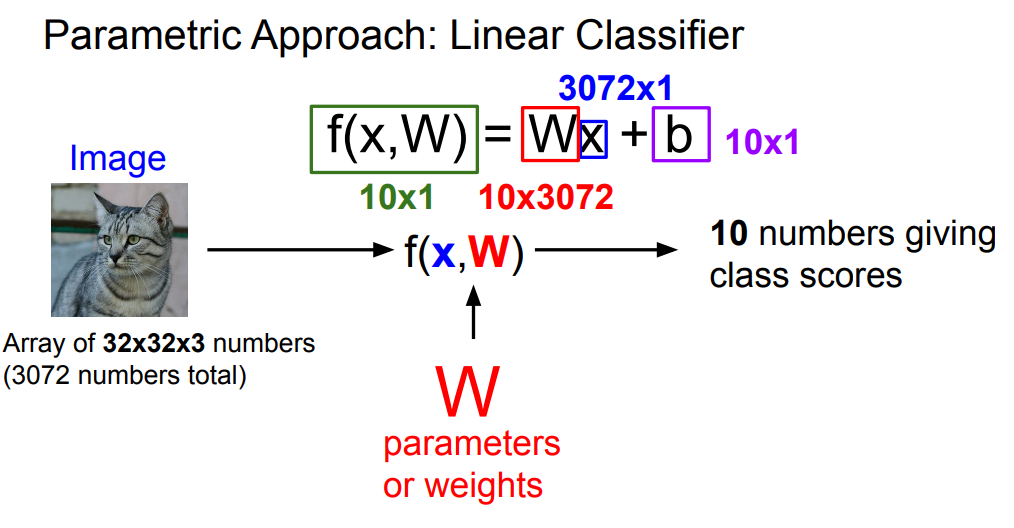 Parametric Approach: Linear Classifier
3072x1
f(x,W) = Wx + b 10x1
Image
10x1 10x3072
f(x,W)
10 numbers giving
class scores
Array of 32x32x3 numbers
(3072 numbers total)
W
parameters
or weights